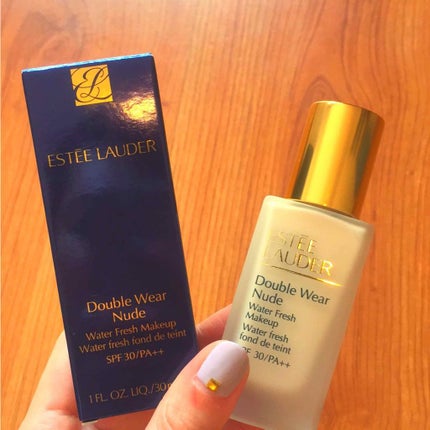 ESTĒE LAUDER
Double Wear
Nude
Water Fresh Makeup
Water fresh fond de teint
SPF 30/PA++
1 FL. OZ. LIQ./30
ESTĒE
LAUDER
Double Wear
Nude
Water Fresh
Makeup
Water fresh
fond de teint
SPF 30/PA++